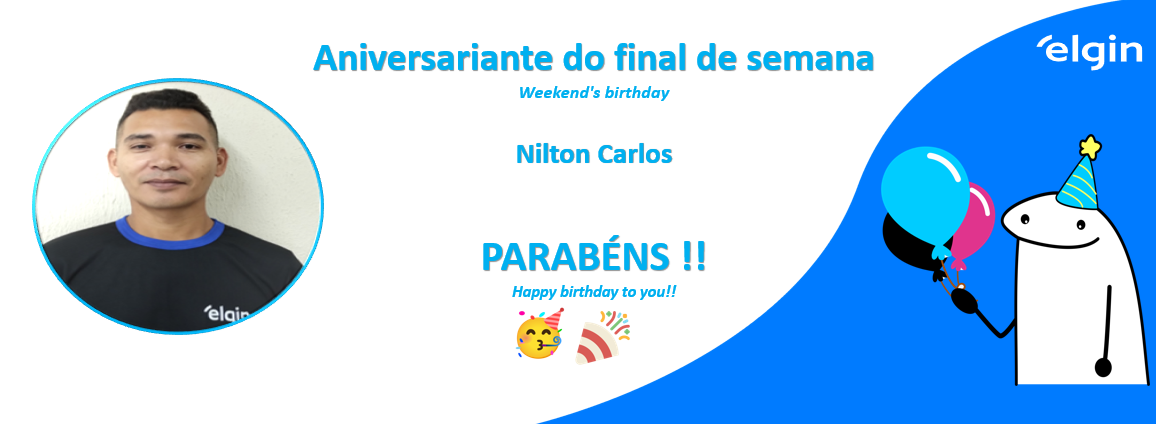 Aniversariante do final de semana
Weekend's birthday
Nilton Carlos
PARABÉNS !!
Happy birthday to you!!
elgin
elgin